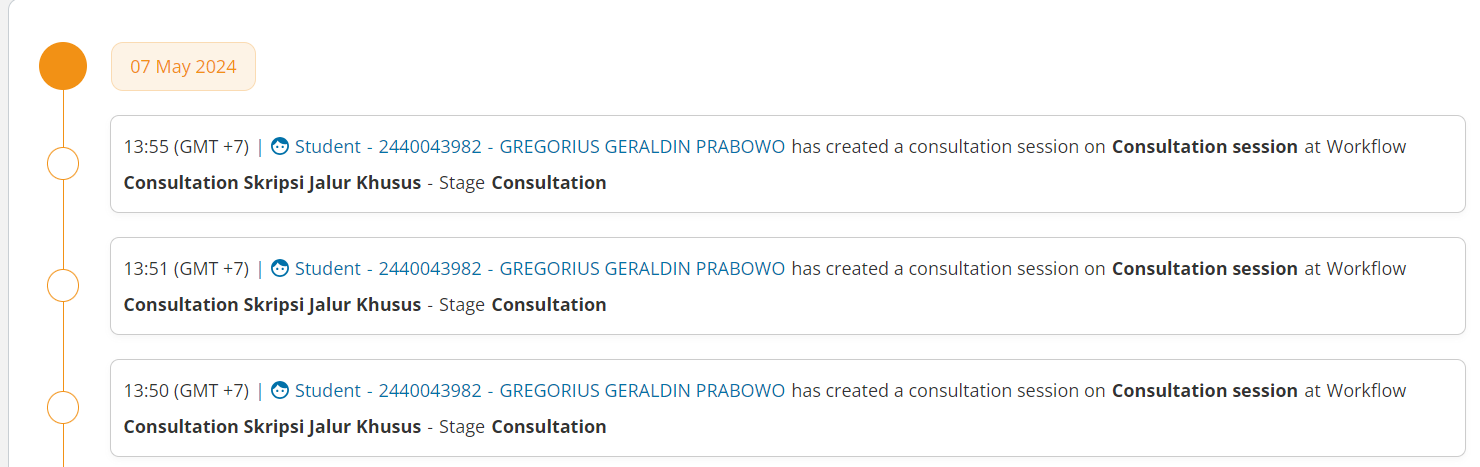 07 May 2024
13:55 (GMT +7) | Student - 2440043982 - GREGORIUS GERALDIN PRABOWO has created a consultation session on Consultation session at Workflow
Consultation Skripsi Jalur Khusus - Stage Consultation
13:51 (GMT +7) | Student - 2440043982 - GREGORIUS GERALDIN PRABOWO has created a consultation session on Consultation session at Workflow
Consultation Skripsi Jalur Khusus - Stage Consultation
13:50 (GMT +7) | Student - 2440043982 - GREGORIUS GERALDIN PRABOWO has created a consultation session on Consultation session at Workflow
Consultation Skripsi Jalur Khusus - Stage Consultation